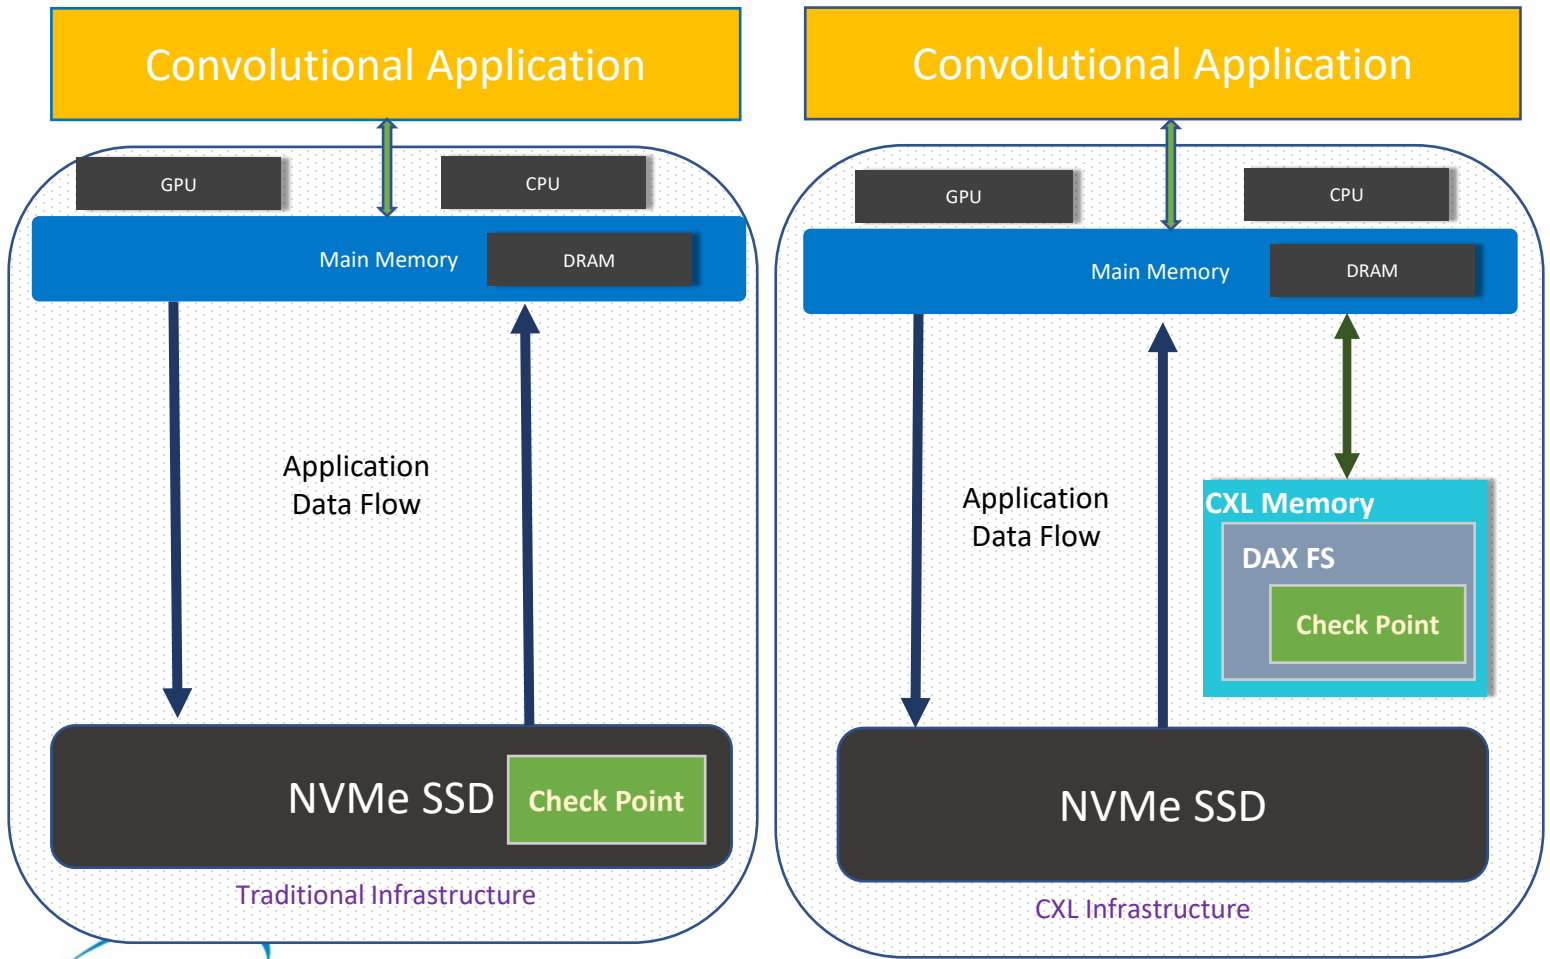 Convolutional Application
GPU
CPU
Main Memory
DRAM
Application
Data Flow
NVMe SSD
Check Point
Traditional Infrastructure
Convolutional Application
GPU
CPU
Main Memory
DRAM
Application
Data Flow
CXL Memory
DAX FS
Check Point
NVMe SSD
CXL Infrastructure